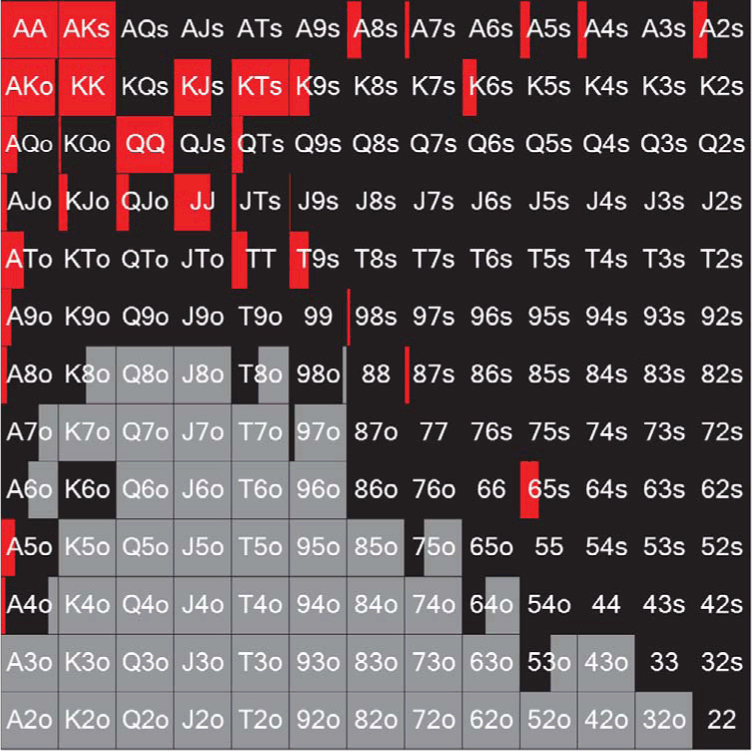 AA AKs AQs AJs ATs A9s A8s A7s A6s A5s A4s A3s A2s
AKo KK KQs KJs KTs K9s K8s K7s K6s K5s K4s K3s K2s
AQo KQo QQ QJs QTs Q9s Q8s Q7s Q6s Q5s Q4s Q3s Q2s
AJo KJo QJo JJ JTs J9s J8s J7s J6s J5s J4s J3s J2s
ATo KTo QTo JTo TT T9s T8s T7s T6s T5s T4s T3s T2s
A9o K9o Q9o J9o T9o 99 98s 97s 96s 95s 94s 93s 92s
A8o K8o Q8o J8o T8o 98o 88 87s 86s 85s 84s 83s 82s
A7o K7o Q7o J7o T7o 97o 87o 77 76s 75s 74s 73s 72s
A6o K6o Q6o J6o T6o 96o 86o 76o 66 65s 64s 63s 62s
A5o K5o Q5o J5o T5o 95o 85o 75o 65o 55 54s 53s 52s
A4o K4o Q4o J4o T4o 94o 84o 74o 64o 54o 44 43s 42s
A3o K3o Q3o J3o T3o 93o 83o 73o 63o 53o 43o 33 32s
A2o K2o Q2o J2o T2o 92o 82o 72o 62o 52o 42o 32o 22